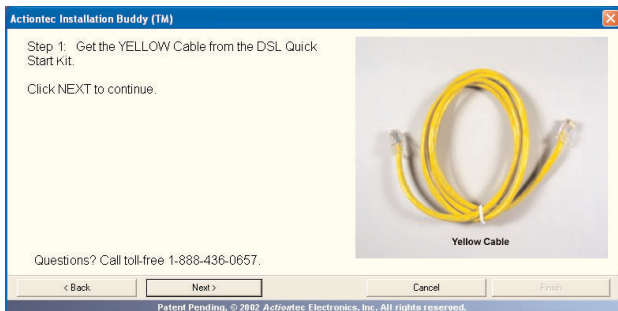 Actiontec Installation Buddy (TM)
Step 1: Get the YELLOW Cable from the DSL Quick
Start Kit.
Click NEXT to continue.
Yellow Cable
Questions? Call toll-free 1-888-436-0657.
< Back
Next >
Cancel
Finish
Patent Pending, © 2002 Actiontec Electronics, Inc. All rights reserved.